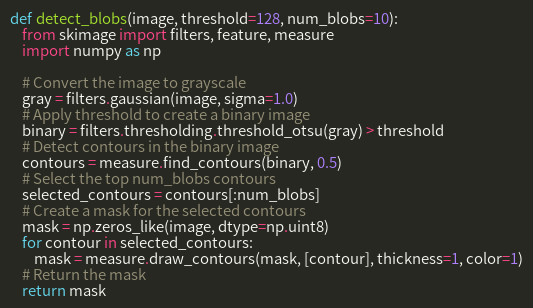 def detect_blobs(image, threshold=128, num_blobs=10):
from skimage import filters, feature, measure
import numpy as np
# Convert the image to grayscale
gray = filters.gaussian(image, sigma=1.0)
# Apply threshold to create a binary image
binary = filters.thresholding.threshold_otsu(gray) > threshold
# Detect contours in the binary image
contours = measure.find_contours(binary, 0.5)
# Select the top num_blobs contours
selected_contours = contours[:num_blobs]
# Create a mask for the selected contours
mask = np.zeros_like(image, dtype=np.uint8)
for contour in selected_contours:
mask = measure.draw_contours(mask, [contour], thickness=1, color=1)
# Return the mask
return mask